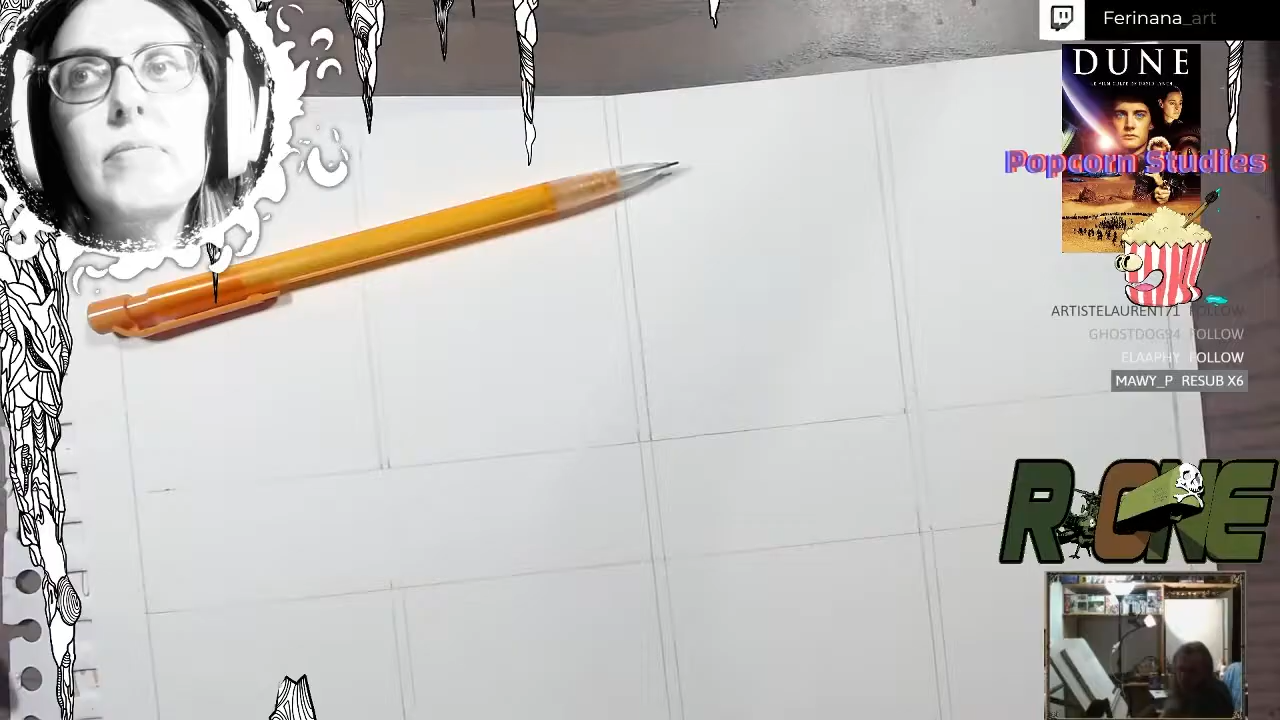 Ferinana_art
DUNE
Popcorn Studies
ARTISTELAURENT71 FOLLOW
GHOSTDOG94 FOLLOW
ELAAPHY FOLLOW
MAWY_P RESUB X6
R-ONE